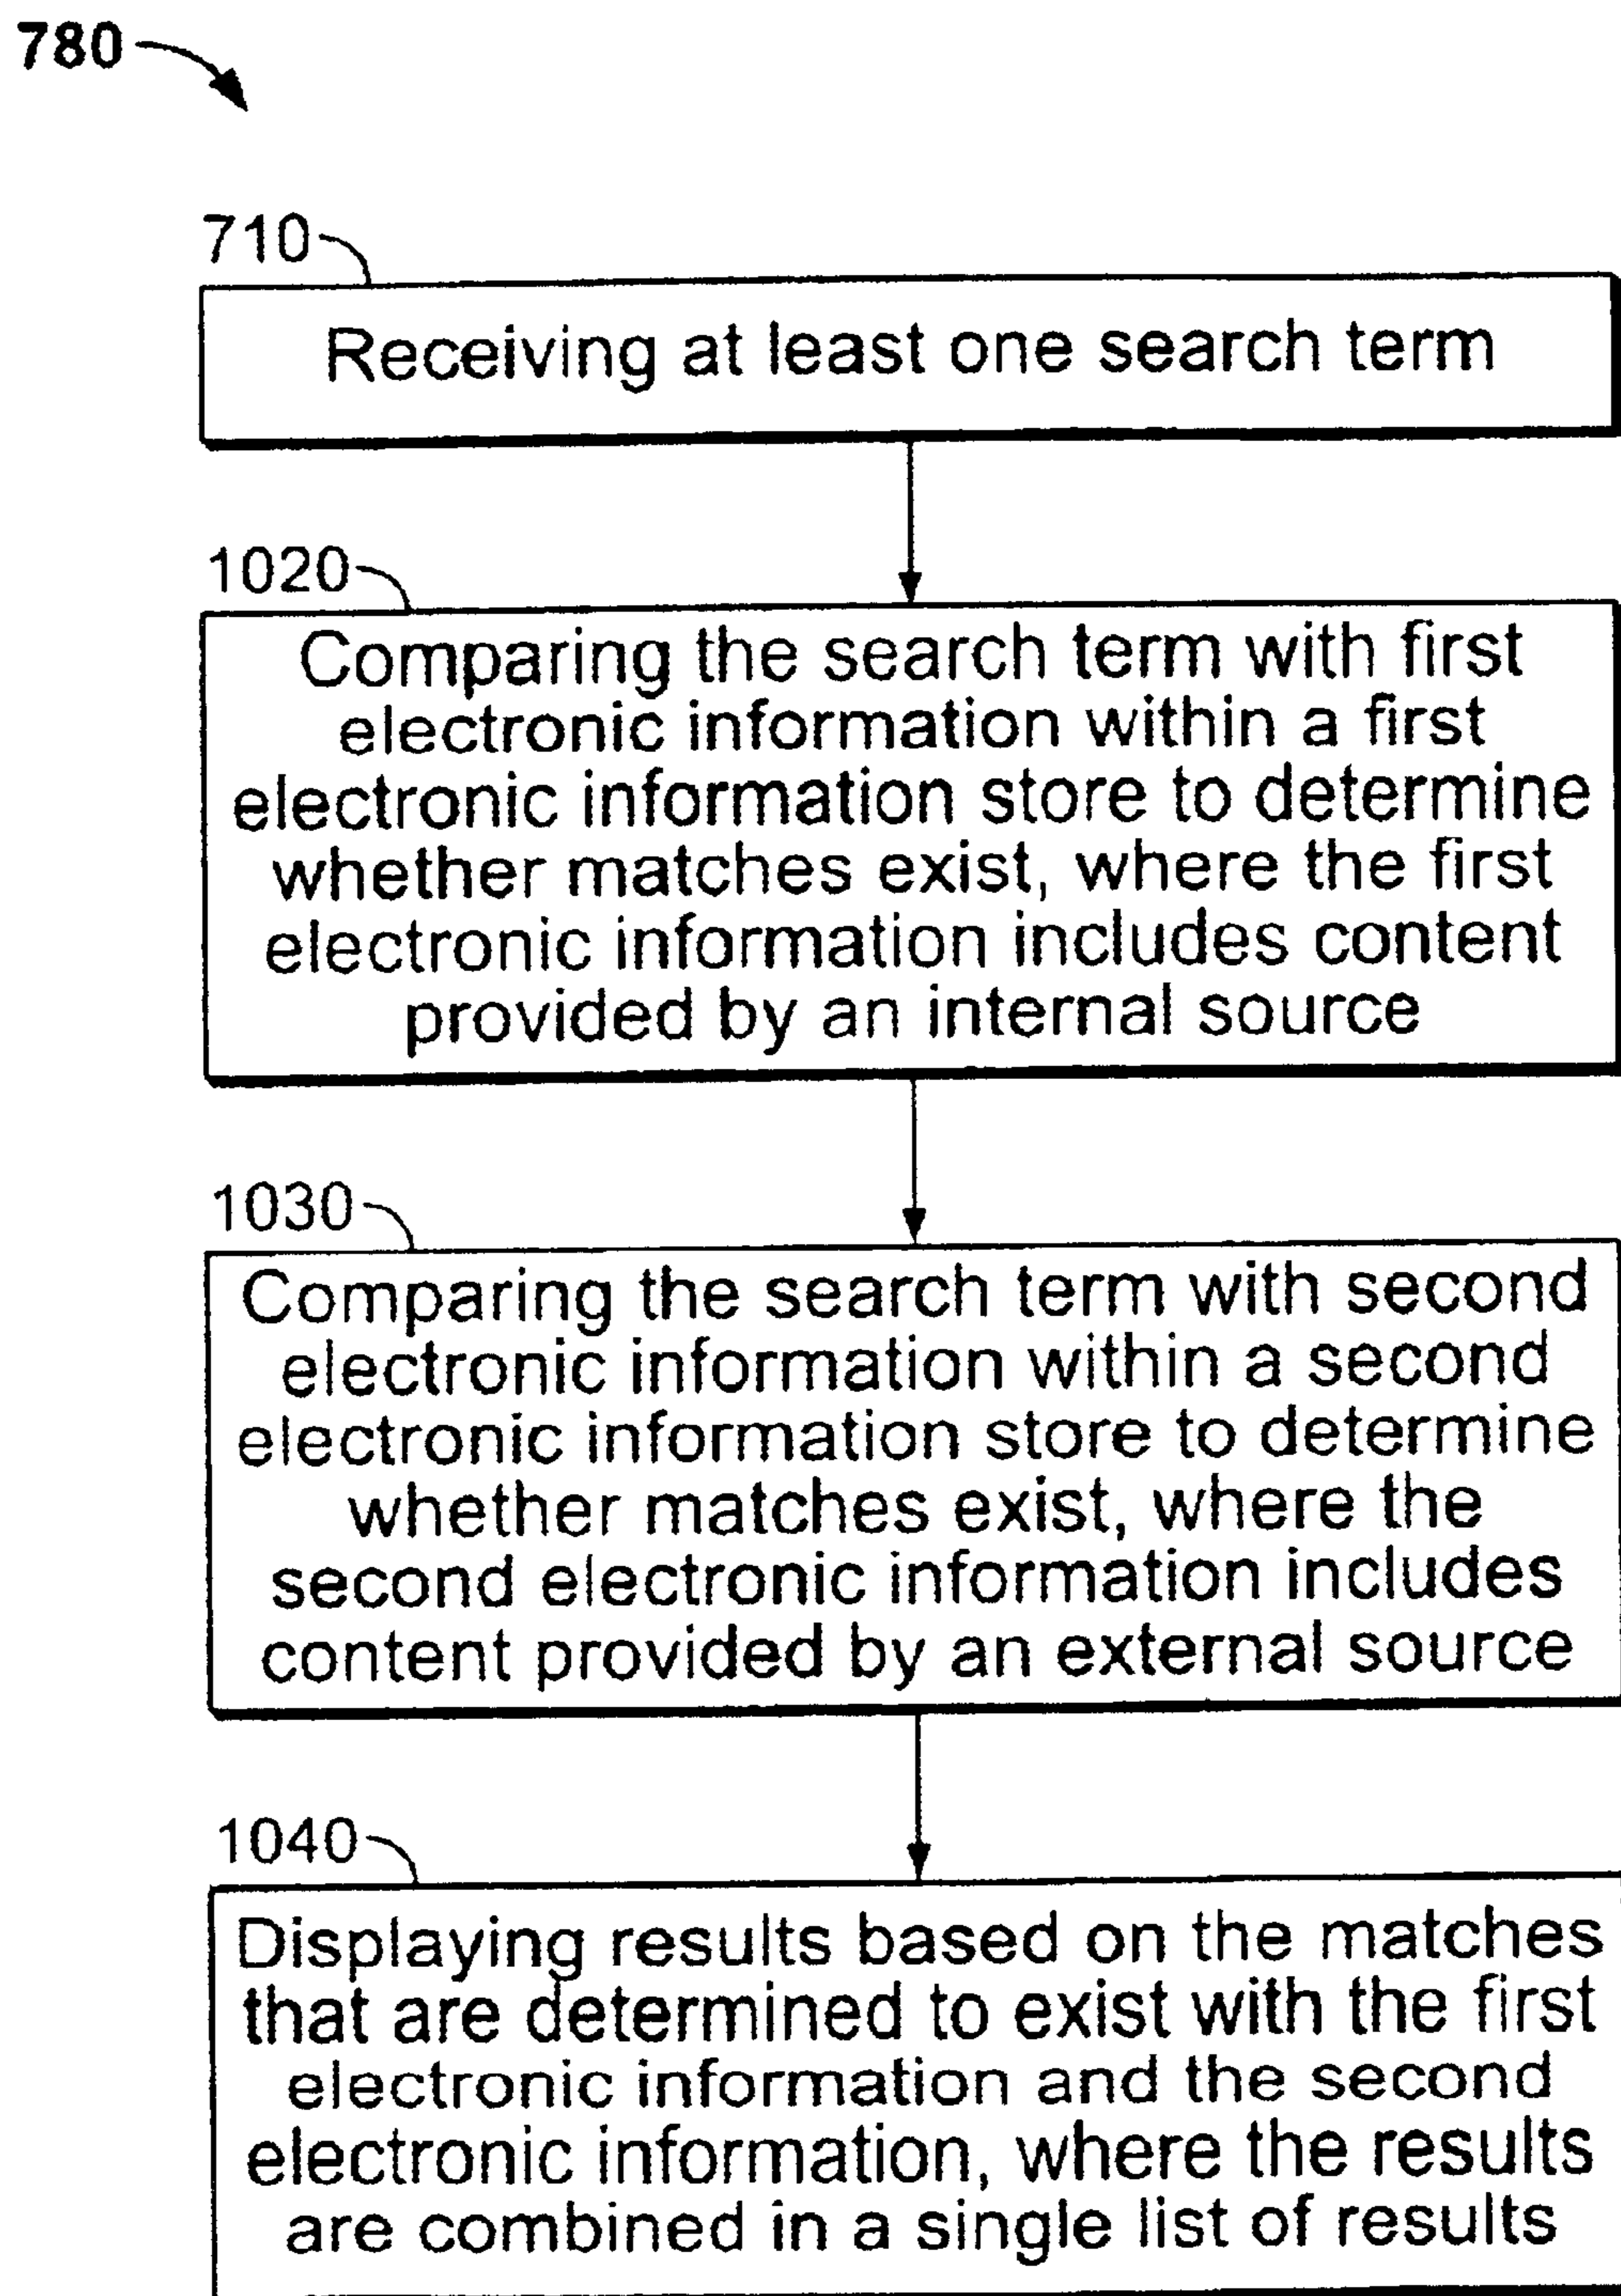 780
710
Receiving at least one search term
1020
Comparing the search term with first
electronic information within a first
electronic information store to determine
whether matches exist, where the first
electronic information includes content
provided by an internal source
1030
Comparing the search term with second
electronic information within a second
electronic information store to determine
whether matches exist, where the
second electronic information includes
content provided by an external source
1040
Displaying results based on the matches
that are determined to exist with the first
electronic information and the second
electronic information, where the results
are combined in a single list of results